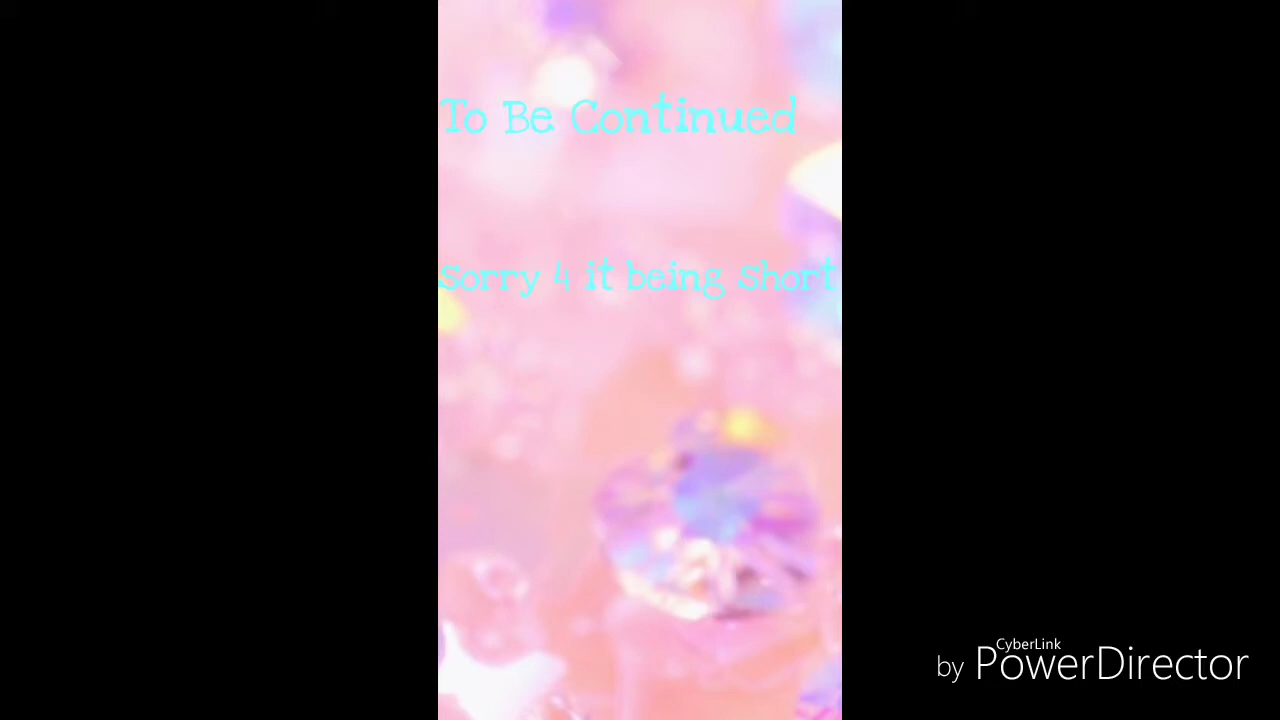 To Be Continued
sorry 4 it being short
CyberLink
by PowerDirector